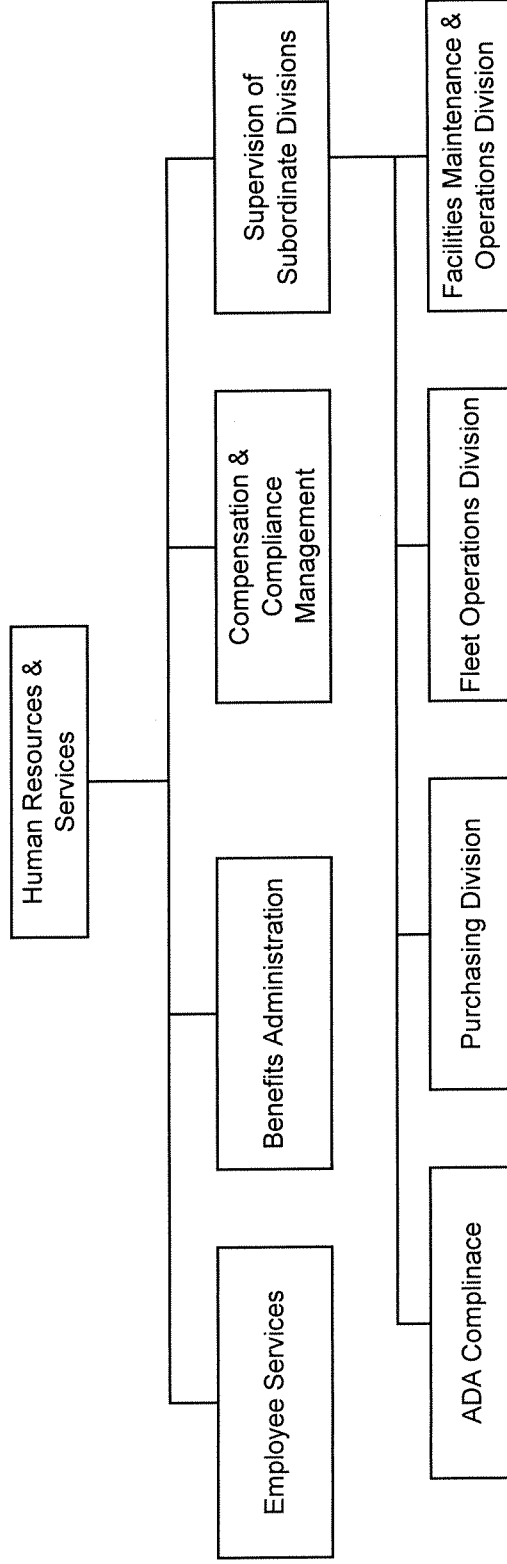 Human Resources &
Services
Employee Services
Benefits Administration
Compensation &
Compliance
Management
Supervision of
Subordinate Divisions
ADA Complinace
Purchasing Division
Fleet Operations Division
Facilities Maintenance &
Operations Division